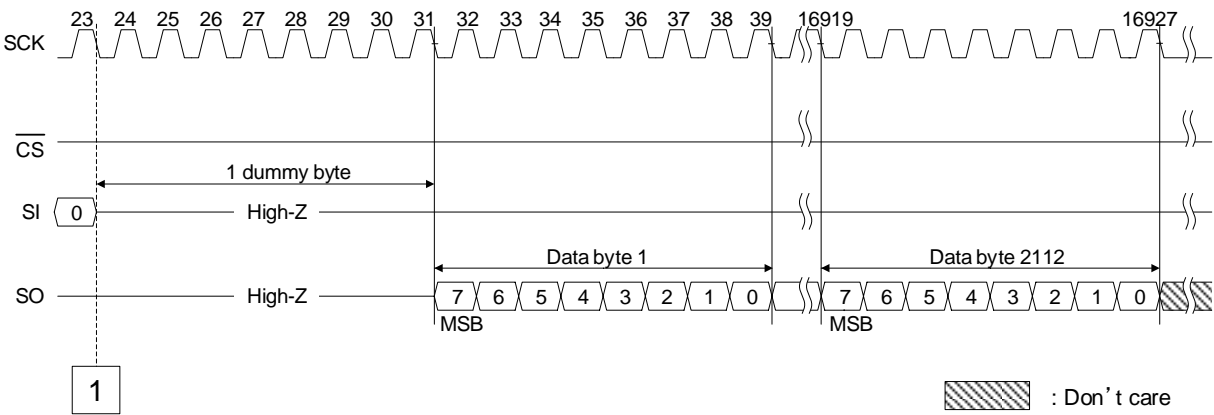 23 24 25 26 27 28 29 30 31 32 33 34 35 36 37 38 39 16919 16927
SCK
CS
1 dummy byte
SI 0 High-Z
Data byte 1 Data byte 2112
SO High-Z 7 6 5 4 3 2 1 0 7 6 5 4 3 2 1 0
MSB MSB
1
: Don't care